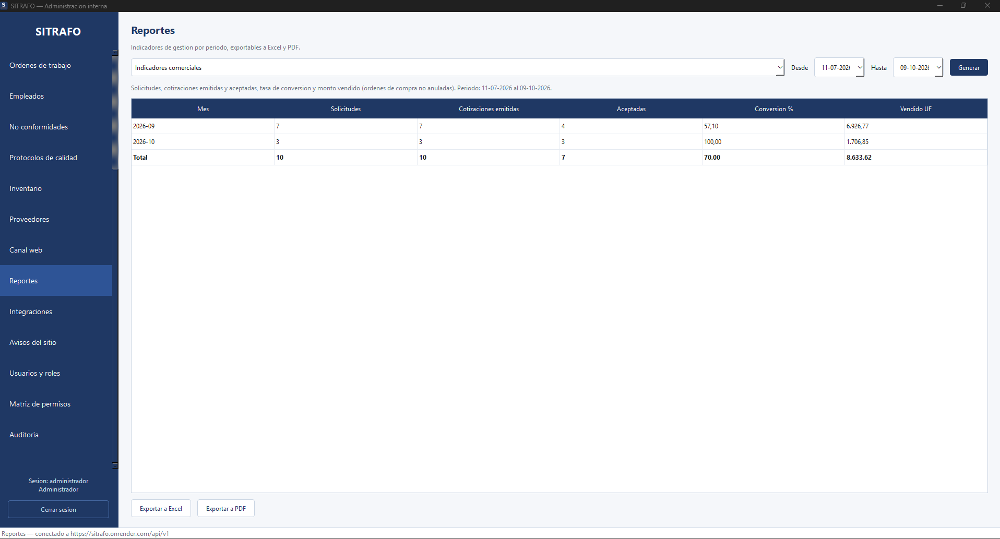 SITRAFO — Administracion interna
SITRAFO
Ordenes de trabajo
Empleados
No conformidades
Protocolos de calidad
Inventario
Proveedores
Canal web
Reportes
Integraciones
Avisos del sitio
Usuarios y roles
Matriz de permisos
Auditoria
Sesion: administrador
Administrador
Cerrar sesion
Reportes
Indicadores de gestion por periodo, exportables a Excel y PDF.
Indicadores comerciales Desde 11-07-2026 Hasta 09-10-2026 Generar
Solicitudes, cotizaciones emitidas y aceptadas, tasa de conversion y monto vendido (ordenes de compra no anuladas). Periodo: 11-07-2026 al 09-10-2026.
Mes Solicitudes Cotizaciones emitidas Aceptadas Conversion % Vendido UF
2026-09 7 7 4 57,10 6.926,77
2026-10 3 3 3 100,00 1.706,85
Total 10 10 7 70,00 8.633,62
Exportar a Excel Exportar a PDF
Reportes — conectado a https://sitrafo.onrender.com/api/v1